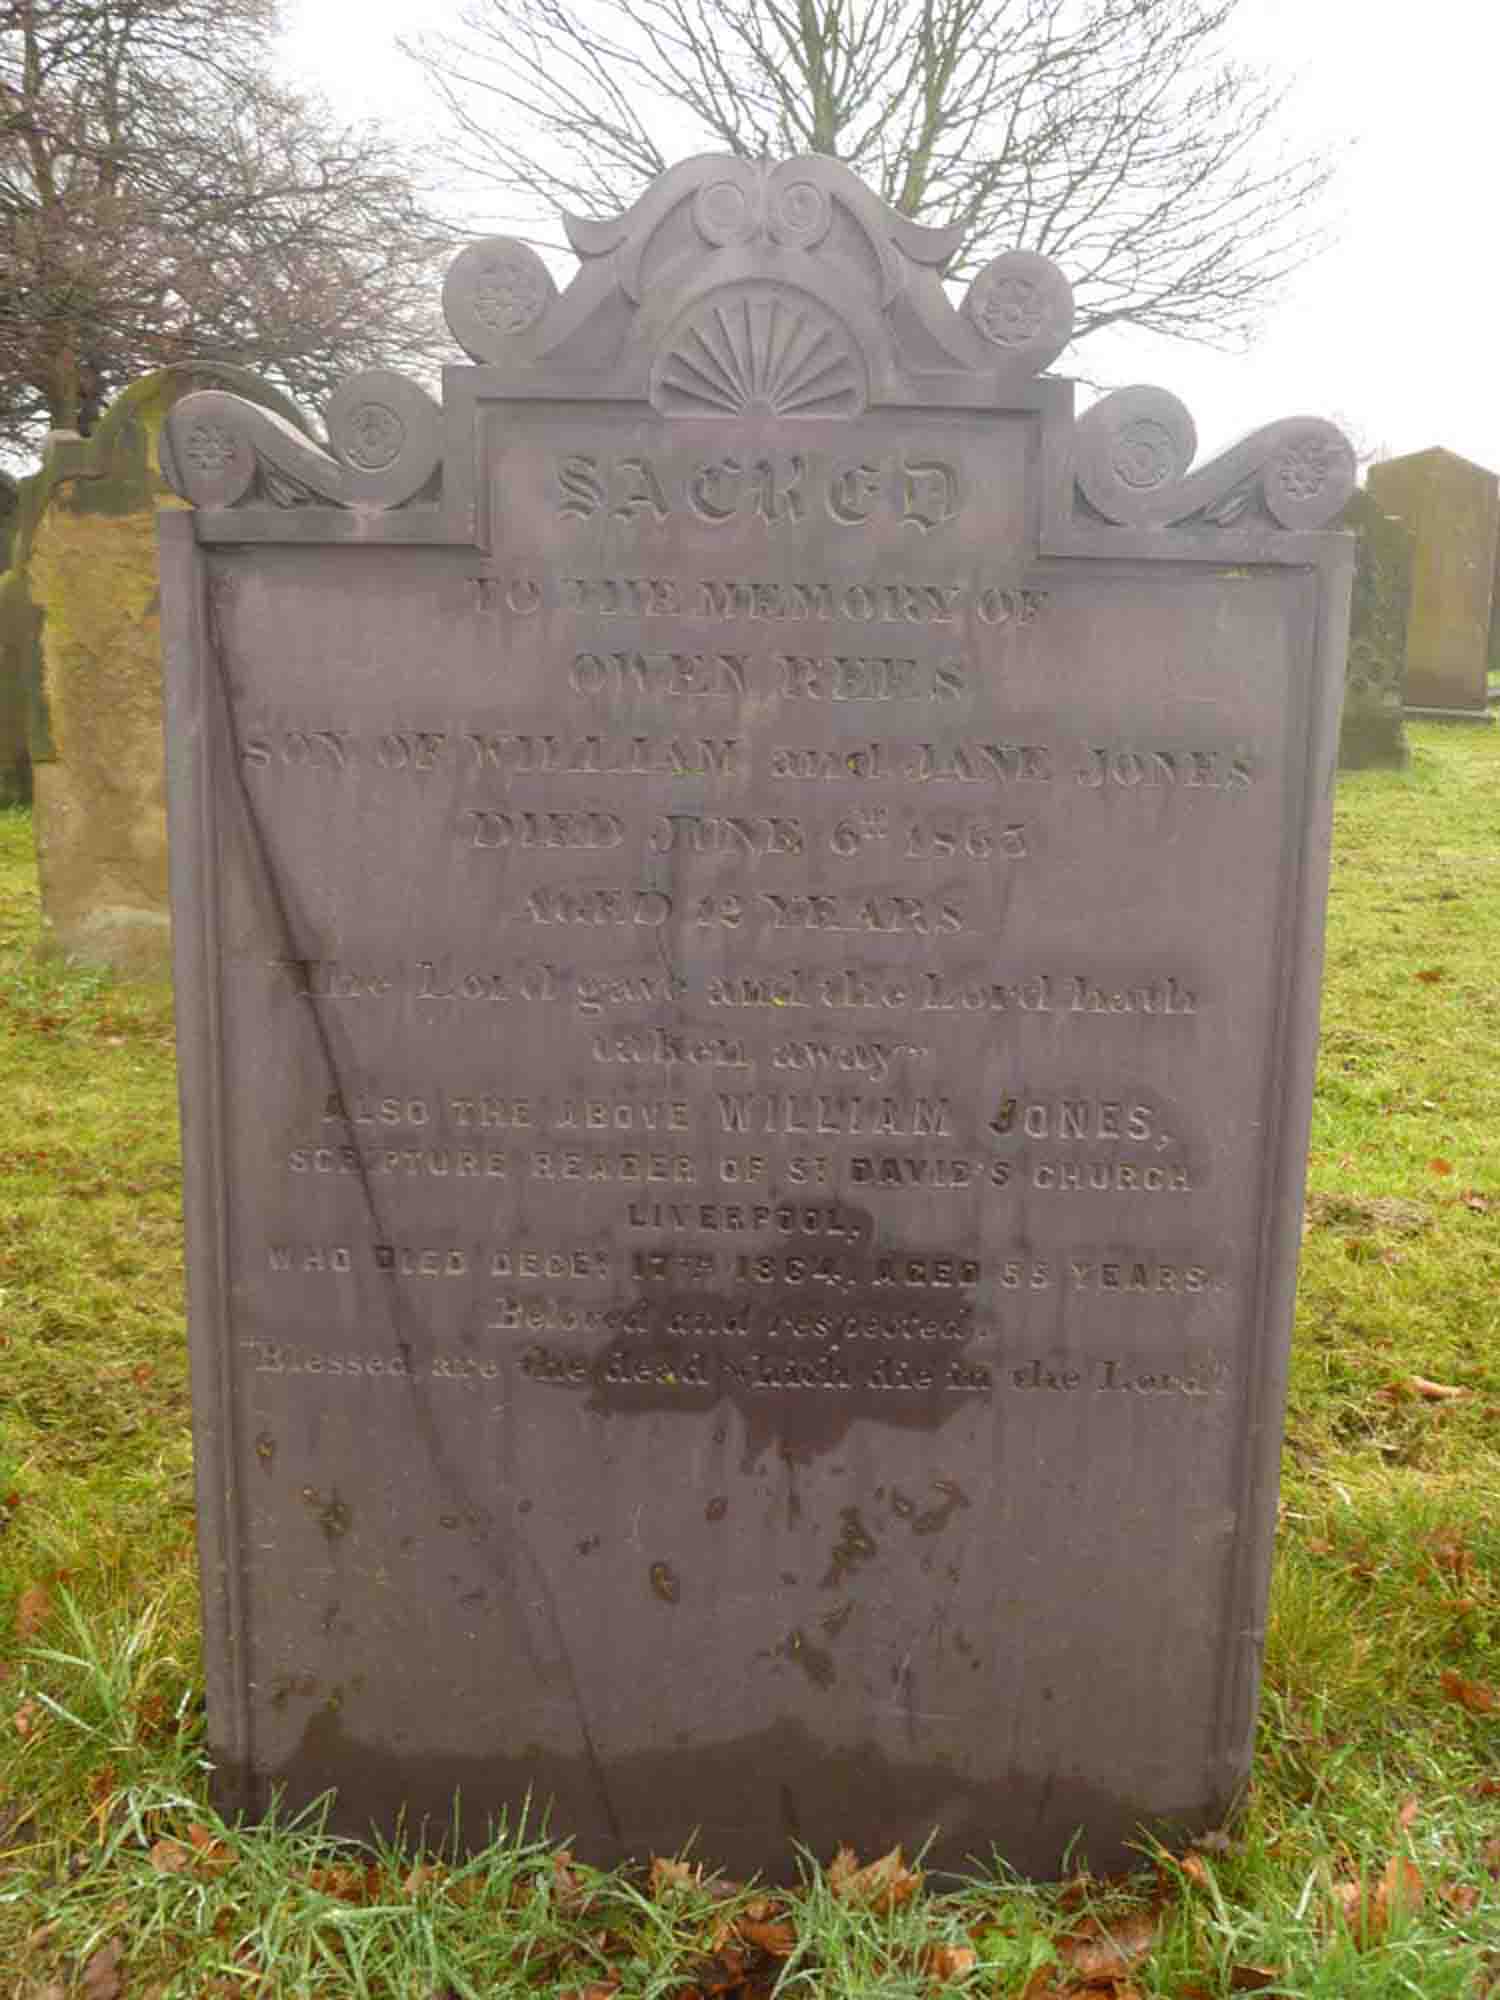 SACRED
TO THE MEMORY OF
OWEN REES
SON OF WILLIAM and JANE JONES
DIED JUNE 6TH 1863
AGED 12 YEARS
"The Lord gave and the Lord hath
taken away"
ALSO THE ABOVE WILLIAM JONES,
SCRIPTURE READER OF ST DAVID'S CHURCH
LIVERPOOL,
WHO DIED DECR 17TH 1864, AGED 55 YEARS.
Beloved and respected.
"Blessed are the dead which die in the Lord"